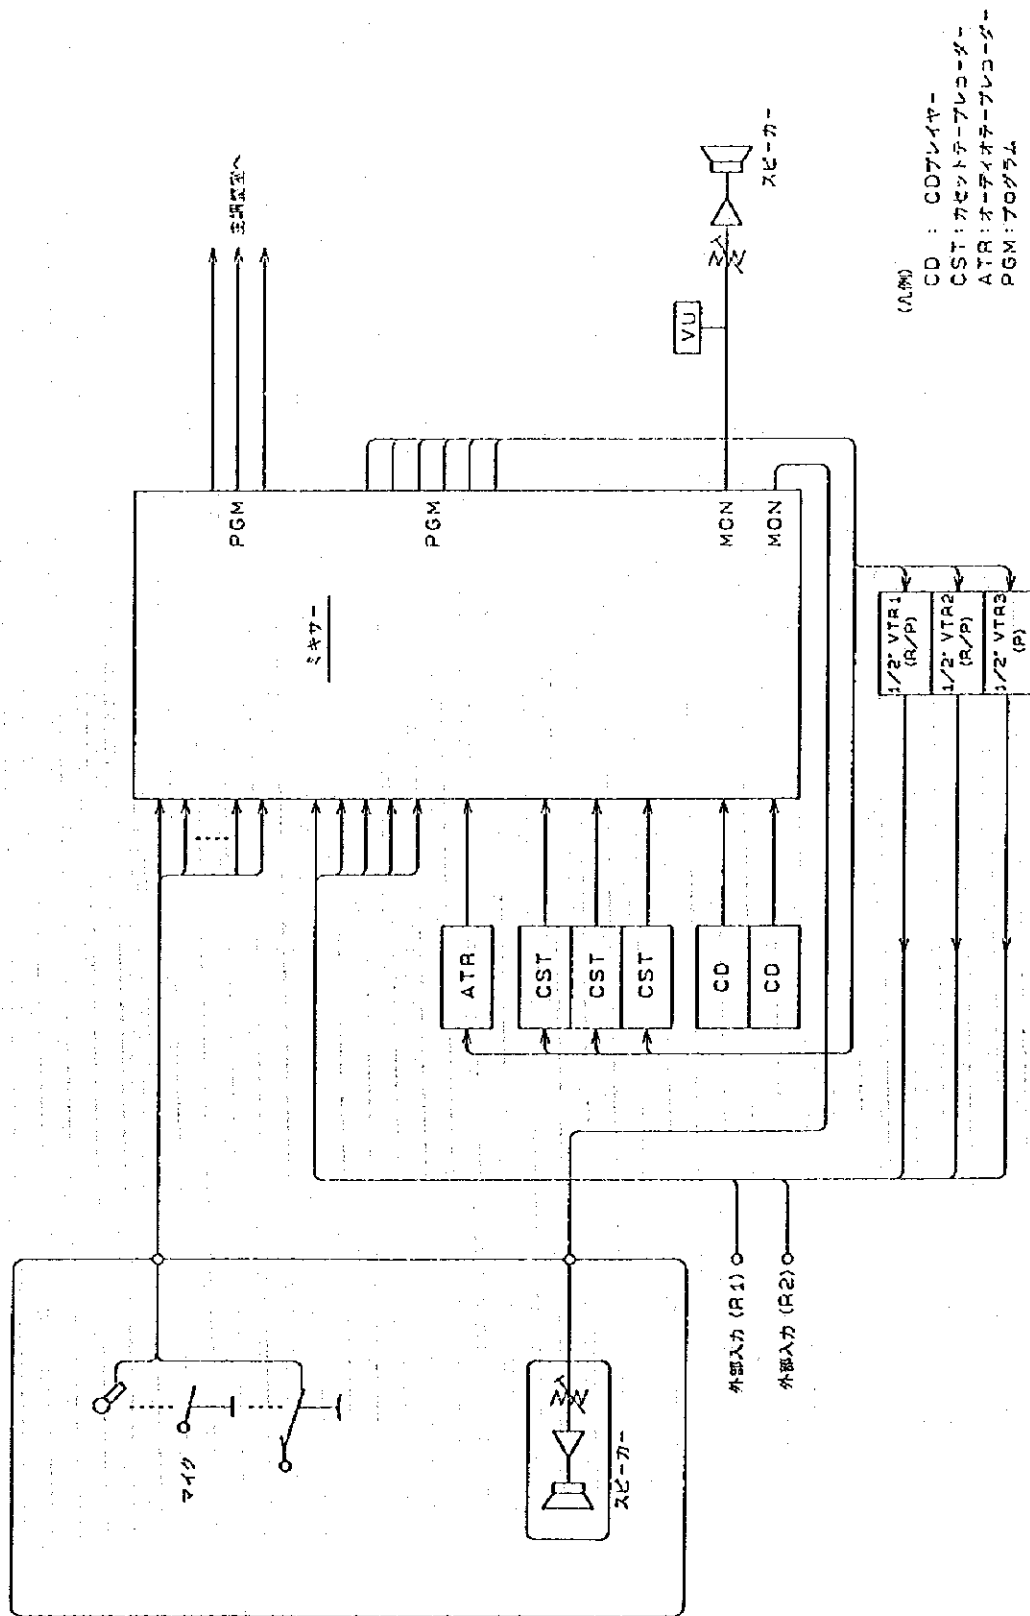 マイク
スピーカー
外部入力 (R1)
外部入力 (R2)
ATR
CST
CST
CST
CD
CD
ミキサー
PGM
PGM
MON
MON
主調整室へ
VU
スピーカー
1/2" VTR1
(R/P)
1/2" VTR2
(R/P)
1/2" VTR3
(P)
(凡例)
CD : CDプレイヤー
CST : カセットテープレコーダー
ATR : オーディオテープレコーダー
PGM : プログラム